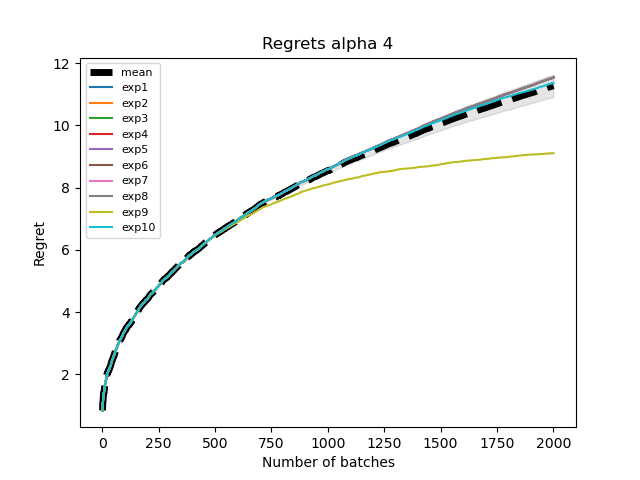 Regrets alpha 4
12
10
8
6
4
2
Regret
mean
exp1
exp2
exp3
exp4
exp5
exp6
exp7
exp8
exp9
exp10
0 250 500 750 1000 1250 1500 1750 2000
Number of batches